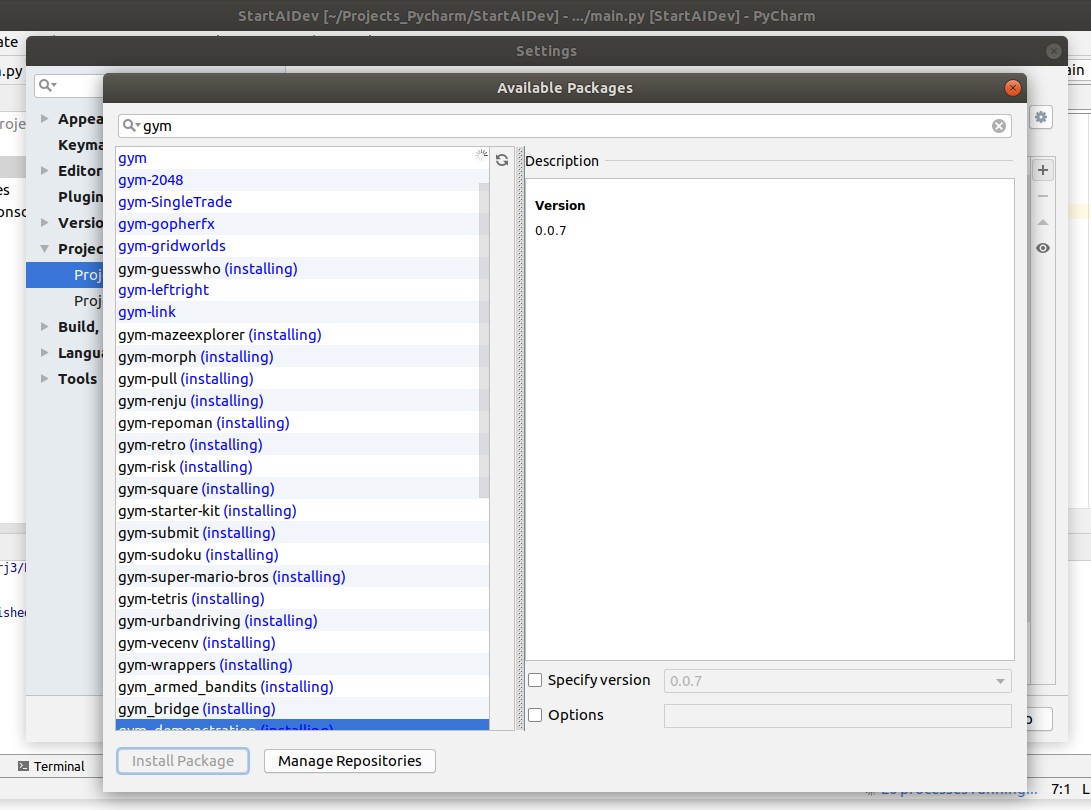 StartAIDev [~/Projects_Pycharm/StartAIDev] - .../main.py [StartAIDev] - PyCharm
ate
Settings
.py
ain
Available Packages
gym
roje
Appea
Keyma
Editor
Plugin
Versio
Projec
Proj
Proj
Build,
Langua
Tools
es
onso
gym
gym-2048
gym-SingleTrade
gym-gopherfx
gym-gridworlds
gym-guesswho (installing)
gym-leftright
gym-link
gym-mazeexplorer (installing)
gym-morph (installing)
gym-pull (installing)
gym-renju (installing)
gym-repoman (installing)
gym-retro (installing)
gym-risk (installing)
gym-square (installing)
gym-starter-kit (installing)
gym-submit (installing)
gym-sudoku (installing)
gym-super-mario-bros (installing)
gym-tetris (installing)
gym-urbandriving (installing)
gym-vecenv (installing)
gym-wrappers (installing)
gym_armed_bandits (installing)
gym_bridge (installing)
gym_demonstration (installing)
Description
Version
0.0.7
Specify version
0.0.7
Options
Install Package
Manage Repositories
rj3/
ishe
Terminal
processes running...
7:1